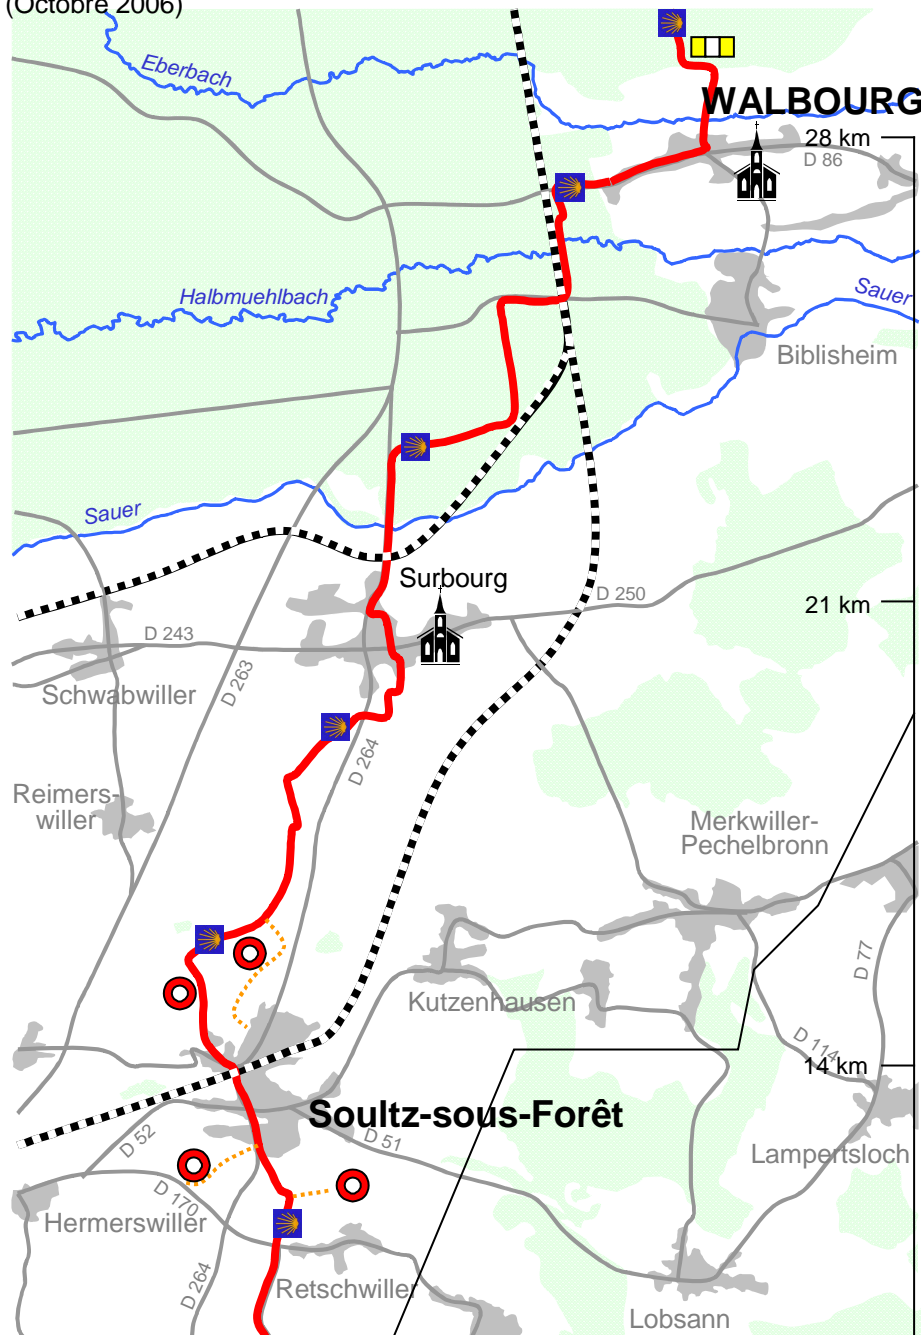 (Octobre 2006)
Eberbach
WALBOURG
28 km
D 86
Halbmuehlbach
Sauer
Biblisheim
Sauer
Surbourg
D 250
21 km
D 243
D 263
Schwabwiller
D 264
Reimers-
willer
Merkwiller-
Pechelbronn
D 77
Kutzenhausen
D 114
14 km
Soultz-sous-Forêt
D 52
D 51
Lampertsloch
D 170
Hermerswiller
D 264
Retschwiller
Lobsann